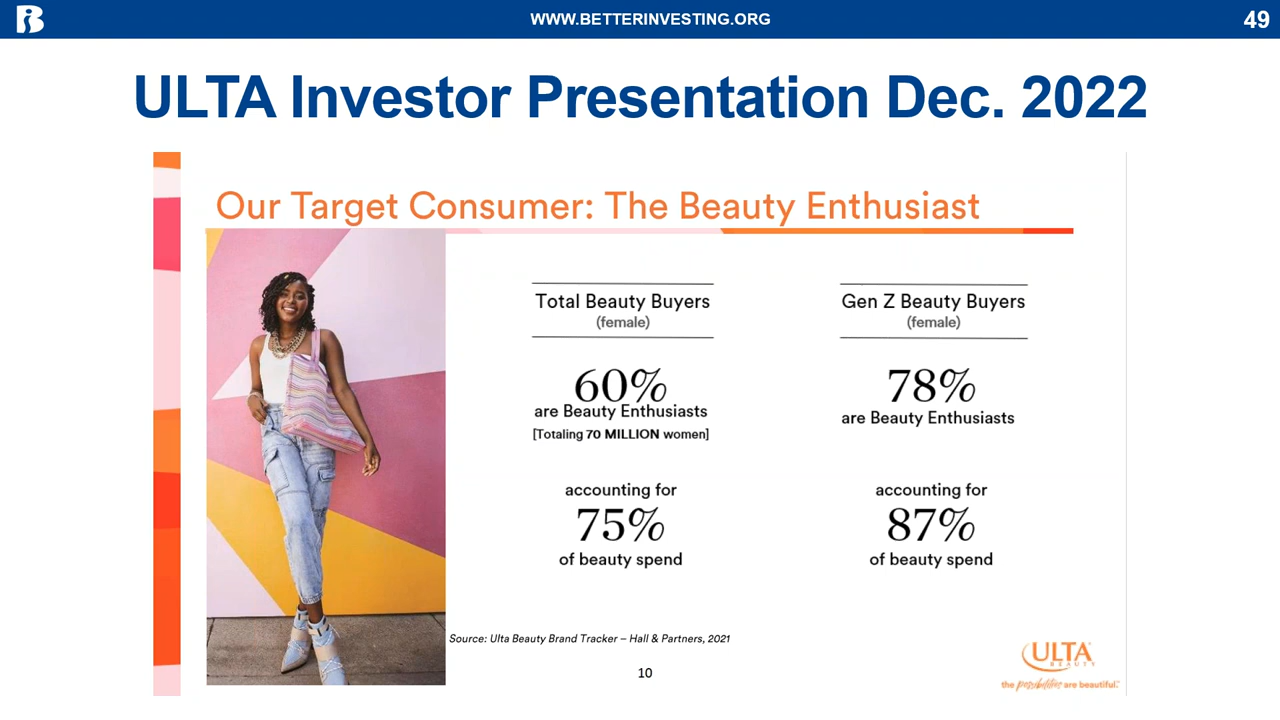 WWW.BETTERINVESTING.ORG
49
ULTA Investor Presentation Dec. 2022
Our Target Consumer: The Beauty Enthusiast
Total Beauty Buyers
(female)
60%
are Beauty Enthusiasts
[Totaling 70 MILLION women]
accounting for
75%
of beauty spend
Gen Z Beauty Buyers
(female)
78%
are Beauty Enthusiasts
accounting for
87%
of beauty spend
Source: Ulta Beauty Brand Tracker – Hall & Partners, 2021
10
ULTA
BEAUTY
the possibilities are beautiful.™